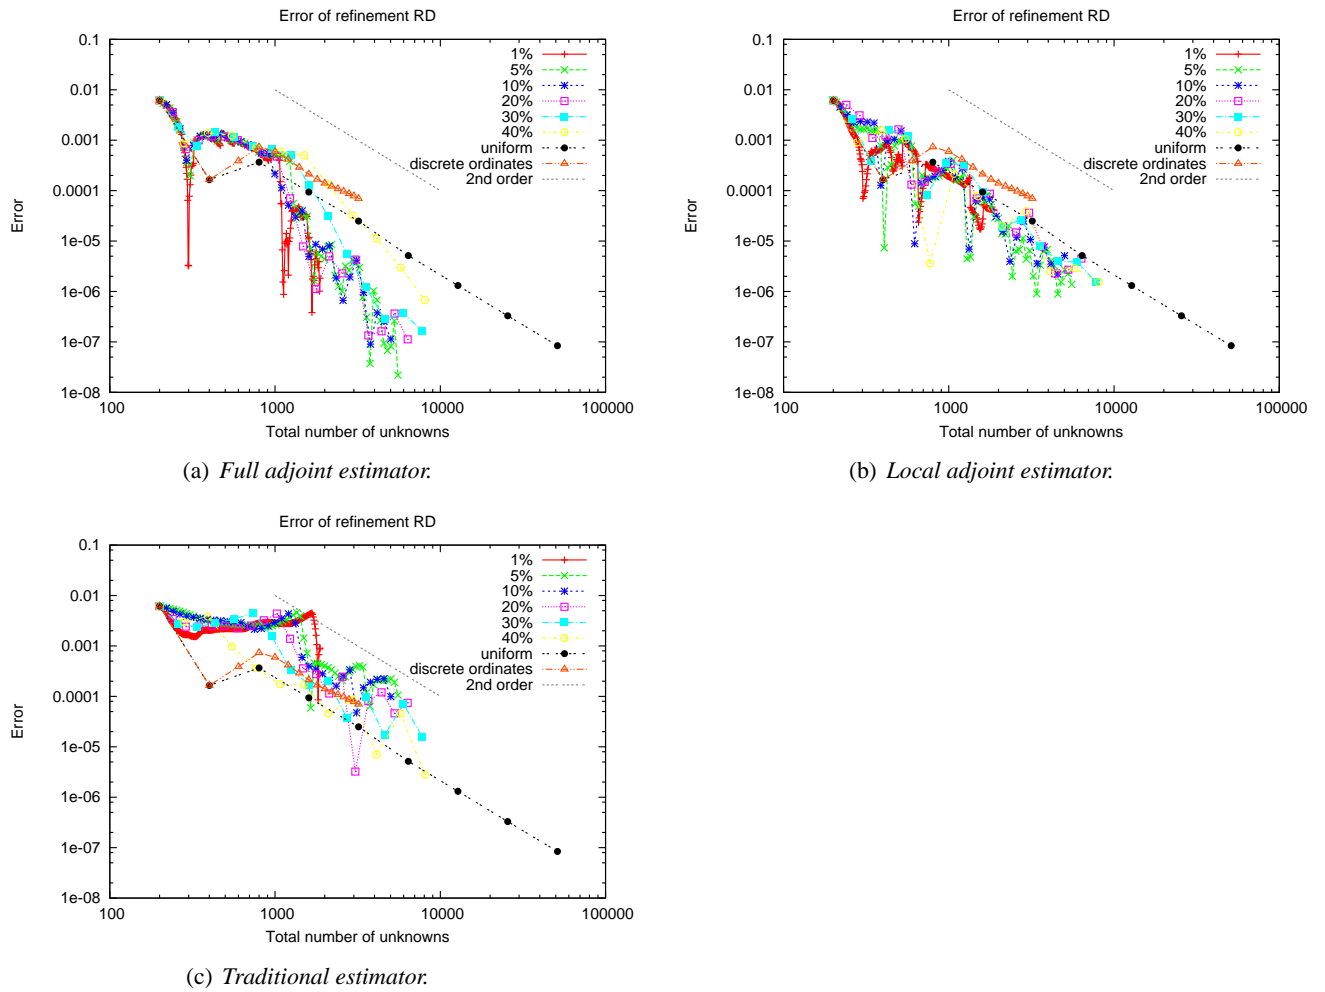 Error of refinement RD
0.1
0.01
0.001
0.0001
1e-05
1e-06
1e-07
1e-08
100
1000
10000
100000
Error
Total number of unknowns
1%
5%
10%
20%
30%
40%
uniform
discrete ordinates
2nd order
(a) Full adjoint estimator.
Error of refinement RD
0.1
0.01
0.001
0.0001
1e-05
1e-06
1e-07
1e-08
100
1000
10000
100000
Error
Total number of unknowns
1%
5%
10%
20%
30%
40%
uniform
discrete ordinates
2nd order
(b) Local adjoint estimator.
Error of refinement RD
0.1
0.01
0.001
0.0001
1e-05
1e-06
1e-07
1e-08
100
1000
10000
100000
Error
Total number of unknowns
1%
5%
10%
20%
30%
40%
uniform
discrete ordinates
2nd order
(c) Traditional estimator.